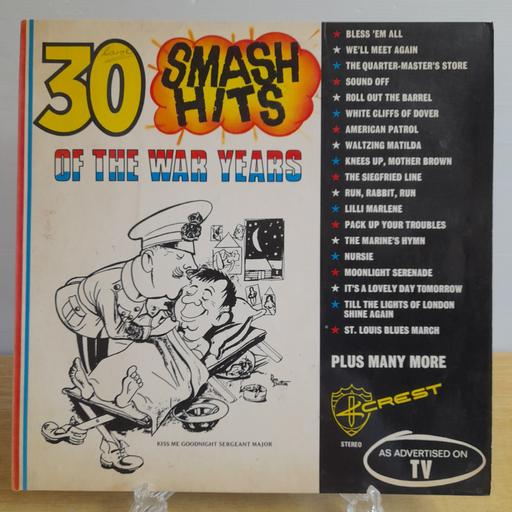 30
SMASH
HITS
OF THE WAR YEARS
KISS ME GOODNIGHT SERGEANT MAJOR
★ BLESS 'EM ALL
★ WE'LL MEET AGAIN
★ THE QUARTER-MASTER'S STORE
★ SOUND OFF
★ ROLL OUT THE BARREL
★ WHITE CLIFFS OF DOVER
★ AMERICAN PATROL
★ WALTZING MATILDA
★ KNEES UP, MOTHER BROWN
★ THE SIEGFRIED LINE
★ RUN, RABBIT, RUN
★ LILLI MARLENE
★ PACK UP YOUR TROUBLES
★ THE MARINE'S HYMN
★ NURSIE
★ MOONLIGHT SERENADE
★ IT'S A LOVELY DAY TOMORROW
★ TILL THE LIGHTS OF LONDON
SHINE AGAIN
★ ST. LOUIS BLUES MARCH
PLUS MANY MORE
CREST
STEREO
AS ADVERTISED ON
TV